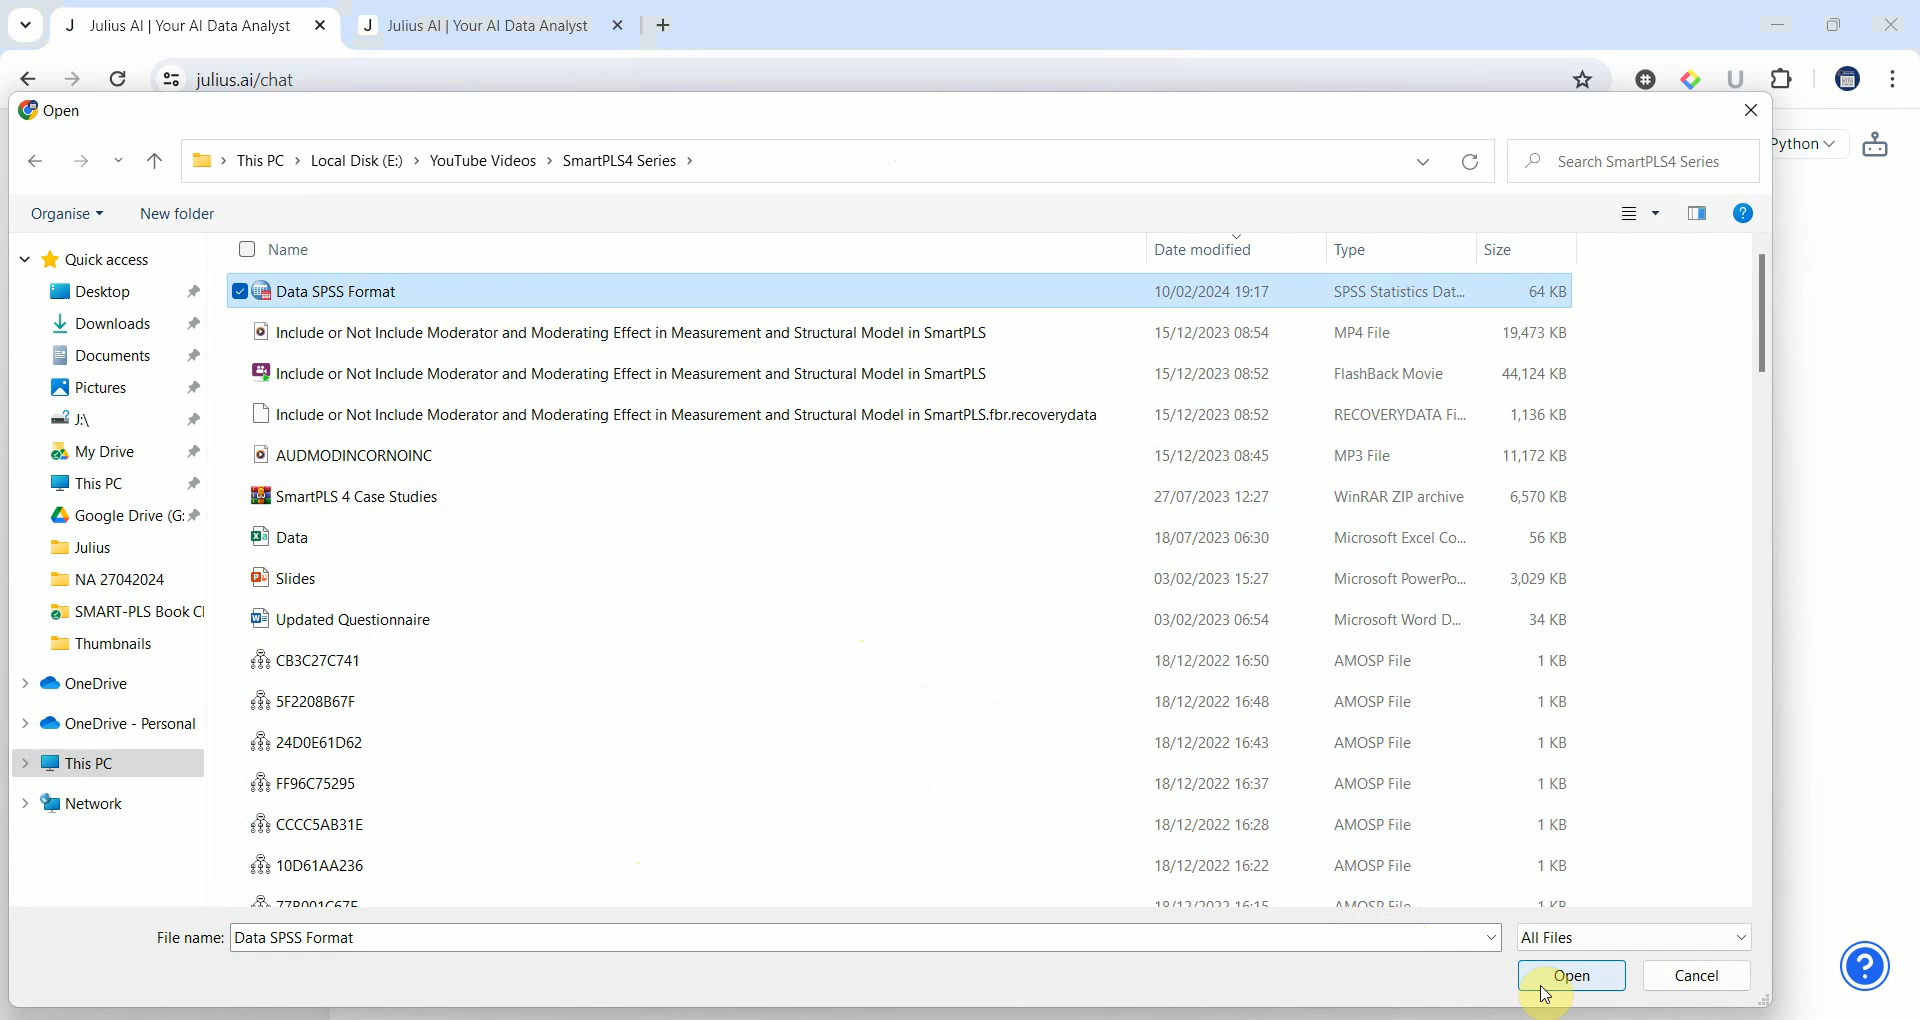 Julius AI | Your AI Data Analyst
Julius AI | Your AI Data Analyst
julius.ai/chat
Open
This PC > Local Disk (E:) > YouTube Videos > SmartPLS4 Series >
Search SmartPLS4 Series
Python
Organise
New folder
Name
Date modified
Type
Size
Quick access
Desktop
Downloads
Documents
Pictures
J:\
My Drive
This PC
Google Drive (G:
Julius
NA 27042024
SMART-PLS Book Cl
Thumbnails
OneDrive
OneDrive - Personal
This PC
Network
Data SPSS Format 10/02/2024 19:17 SPSS Statistics Dat... 64 KB
Include or Not Include Moderator and Moderating Effect in Measurement and Structural Model in SmartPLS 15/12/2023 08:54 MP4 File 19,473 KB
Include or Not Include Moderator and Moderating Effect in Measurement and Structural Model in SmartPLS 15/12/2023 08:52 FlashBack Movie 44,124 KB
Include or Not Include Moderator and Moderating Effect in Measurement and Structural Model in SmartPLS.fbr.recoverydata 15/12/2023 08:52 RECOVERYDATA Fi... 1,136 KB
AUDMODINCORNOINC 15/12/2023 08:45 MP3 File 11,172 KB
SmartPLS 4 Case Studies 27/07/2023 12:27 WinRAR ZIP archive 6,570 KB
Data 18/07/2023 06:30 Microsoft Excel Co... 56 KB
Slides 03/02/2023 15:27 Microsoft PowerPo... 3,029 KB
Updated Questionnaire 03/02/2023 06:54 Microsoft Word D... 34 KB
CB3C27C741 18/12/2022 16:50 AMOSP File 1 KB
5F2208B67F 18/12/2022 16:48 AMOSP File 1 KB
24D0E61D62 18/12/2022 16:43 AMOSP File 1 KB
FF96C75295 18/12/2022 16:37 AMOSP File 1 KB
CCCC5AB31E 18/12/2022 16:28 AMOSP File 1 KB
10D61AA236 18/12/2022 16:22 AMOSP File 1 KB
18/12/2022 16:15 AMOSP File 1 KB
File name: Data SPSS Format
All Files
Open
Cancel